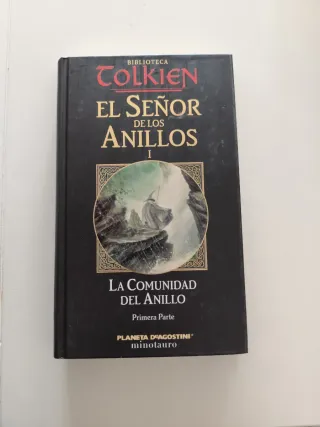 BIBLIOTECA
TOLKIEN
EL SEÑOR
DE LOS
ANILLOS
I
LA COMUNIDAD
DEL ANILLO
Primera Parte
PLANETA DEAGOSTINI
minotauro